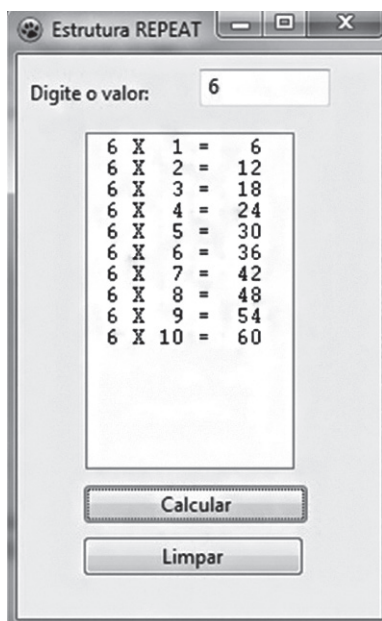 Estrutura REPEAT
Digite o valor: 6
6 X 1 = 6
6 X 2 = 12
6 X 3 = 18
6 X 4 = 24
6 X 5 = 30
6 X 6 = 36
6 X 7 = 42
6 X 8 = 48
6 X 9 = 54
6 X 10 = 60
Calcular
Limpar